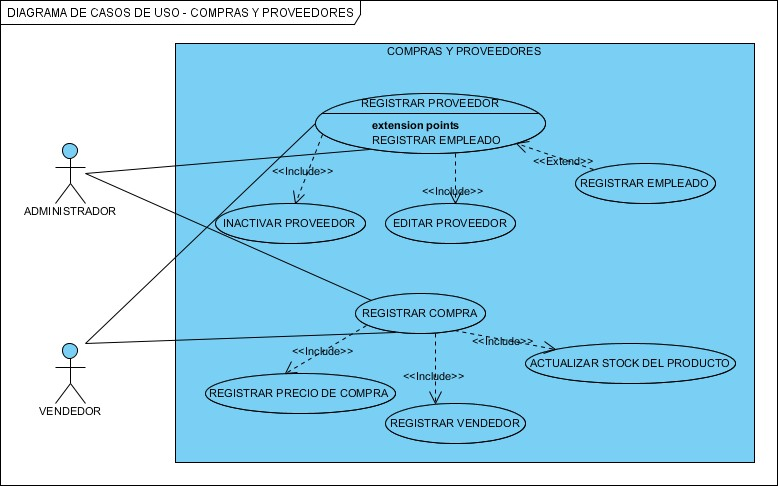 DIAGRAMA DE CASOS DE USO - COMPRAS Y PROVEEDORES
COMPRAS Y PROVEEDORES
REGISTRAR PROVEEDOR
extension points
REGISTRAR EMPLEADO
<<Extend>>
<<Include>>
<<Include>>
REGISTRAR EMPLEADO
ADMINISTRADOR
INACTIVAR PROVEEDOR
EDITAR PROVEEDOR
REGISTRAR COMPRA
<<Include>>
<<Include>>
<<Include>>
ACTUALIZAR STOCK DEL PRODUCTO
REGISTRAR PRECIO DE COMPRA
VENDEDOR
REGISTRAR VENDEDOR